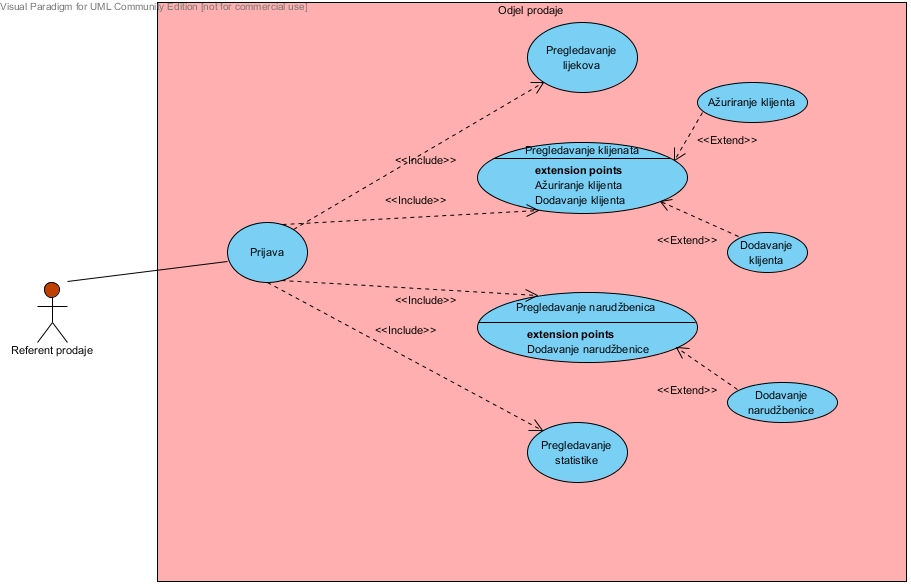 Visual Paradigm for UML Community Edition [not for commercial use]
Odjel prodaje
Pregledavanje
lijekova
Ažuriranje klijenta
<<Extend>>
<<Include>>
Pregledavanje klijenata
extension points
Ažuriranje klijenta
Dodavanje klijenta
<<Include>>
<<Extend>>
Dodavanje
klijenta
Prijava
<<Include>>
Pregledavanje narudžbenica
extension points
Dodavanje narudžbenice
<<Include>>
Referent prodaje
<<Extend>>
Dodavanje
narudžbenice
Pregledavanje
statistike